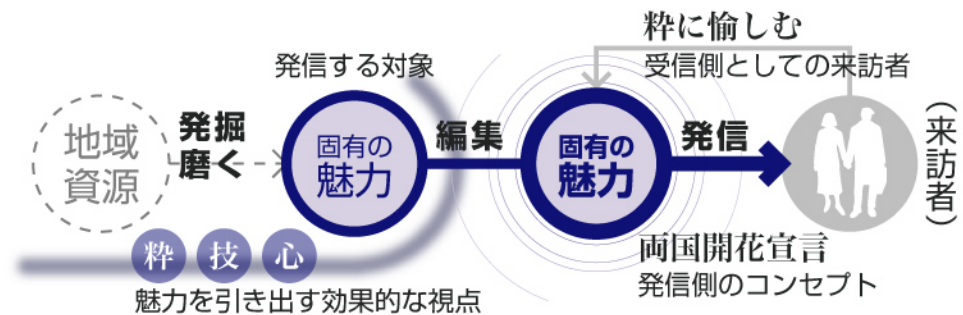 粋に愉しむ
受信側としての来訪者
発信する対象
地域
資源
発掘
磨く
固有の
魅力
編集
固有の
魅力
発信
（来訪者）
粋 技 心
魅力を引き出す効果的な視点
両国開花宣言
発信側のコンセプト